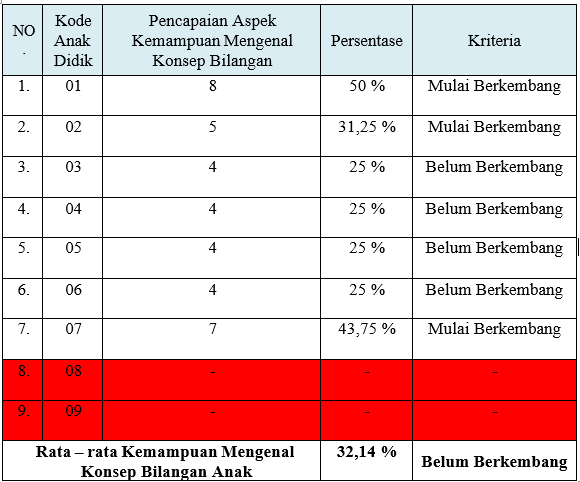 NO
.
Kode
Anak
Didik
Pencapaian Aspek
Kemampuan Mengenal
Konsep Bilangan
Persentase
Kriteria
1. 01 8 50 % Mulai Berkembang
2. 02 5 31,25 % Mulai Berkembang
3. 03 4 25 % Belum Berkembang
4. 04 4 25 % Belum Berkembang
5. 05 4 25 % Belum Berkembang
6. 06 4 25 % Belum Berkembang
7. 07 7 43,75 % Mulai Berkembang
8. 08 - - -
9. 09 - - -
Rata – rata Kemampuan Mengenal
Konsep Bilangan Anak
32,14 %
Belum Berkembang